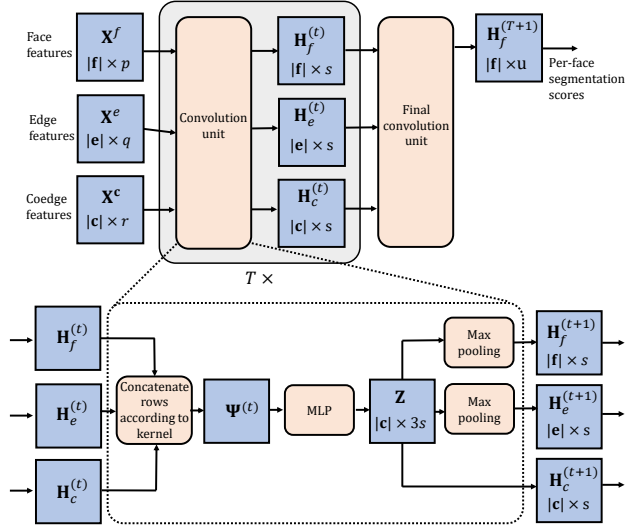 Face features
X^f
|f| × p
Edge features
X^e
|e| × q
Coedge features
X^c
|c| × r
Convolution unit
H_f^(t)
|f| × s
H_e^(t)
|e| × s
H_c^(t)
|c| × s
T ×
Final convolution unit
H_f^(T+1)
|f| ×u
Per-face segmentation scores
H_f^(t)
H_e^(t)
H_c^(t)
Concatenate rows according to kernel
Ψ^(t)
MLP
Z
|c| × 3s
Max pooling
Max pooling
H_f^(t+1)
|f| × s
H_e^(t+1)
|e| × s
H_c^(t+1)
|c| × s